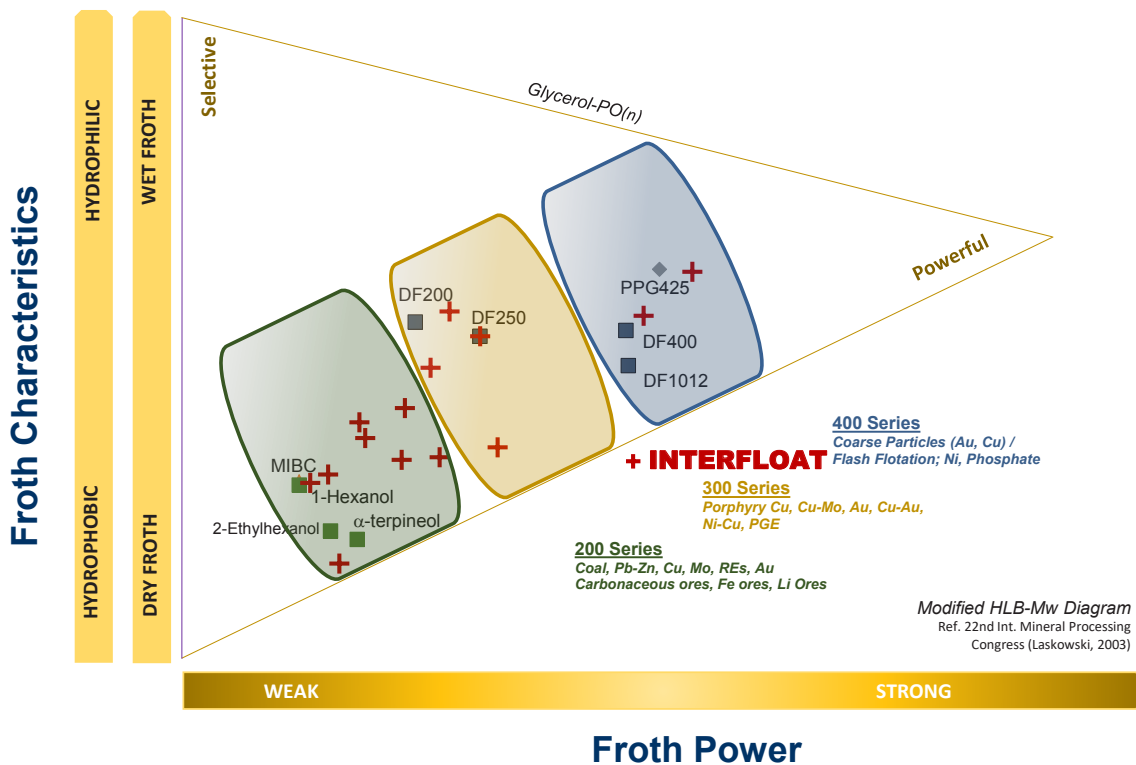 Froth Characteristics
HYDROPHILIC
HYDROPHOBIC
WET FROTH
DRY FROTH
Selective
Glycerol-PO(n)
Powerful
PPG425
DF400
DF1012
DF200
DF250
MIBC
1-Hexanol
2-Ethylhexanol
α-terpineol
+ INTERFLOAT
400 Series
Coarse Particles (Au, Cu) /
Flash Flotation; Ni, Phosphate
300 Series
Porphyry Cu, Cu-Mo, Au, Cu-Au,
Ni-Cu, PGE
200 Series
Coal, Pb-Zn, Cu, Mo, REs, Au
Carbonaceous ores, Fe ores, Li Ores
Modified HLB-Mw Diagram
Ref. 22nd Int. Mineral Processing
Congress (Laskowski, 2003)
WEAK
STRONG
Froth Power